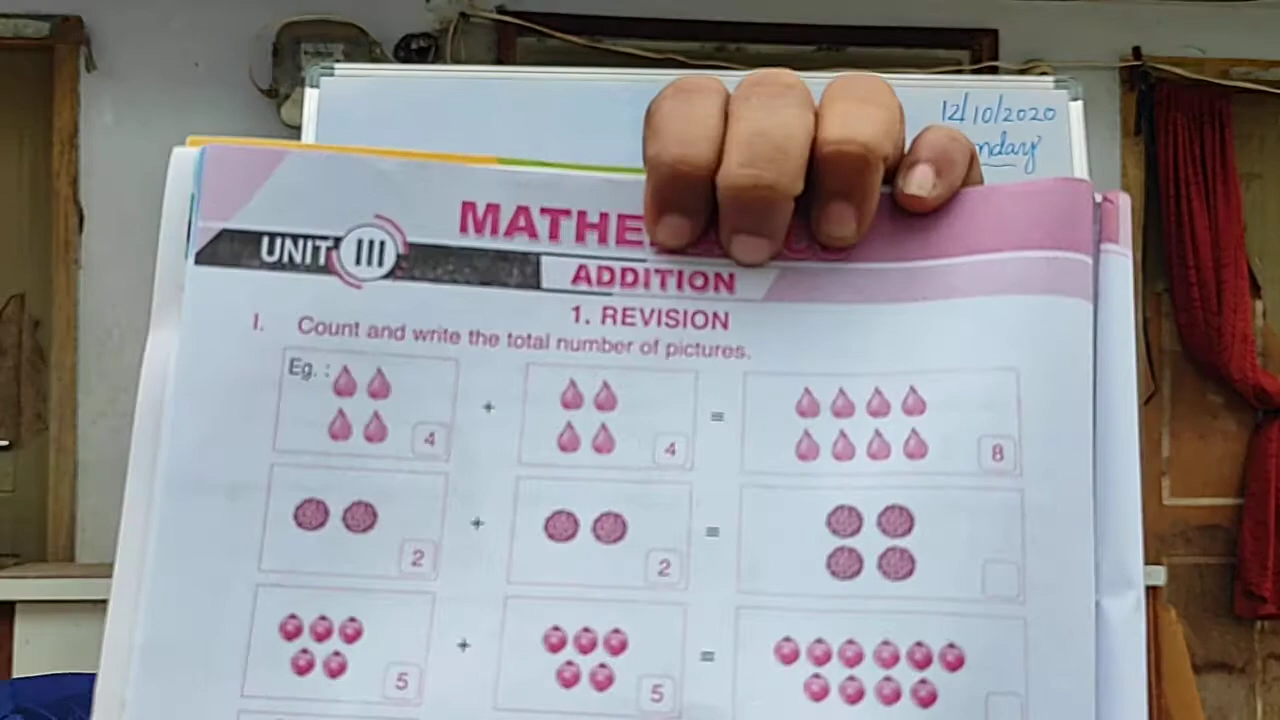 12/10/2020
nday
MATHE
UNIT III
ADDITION
1. REVISION
I. Count and write the total number of pictures.
Eg. :
4 + 4 = 8
2 + 2 =
5 + 5 =